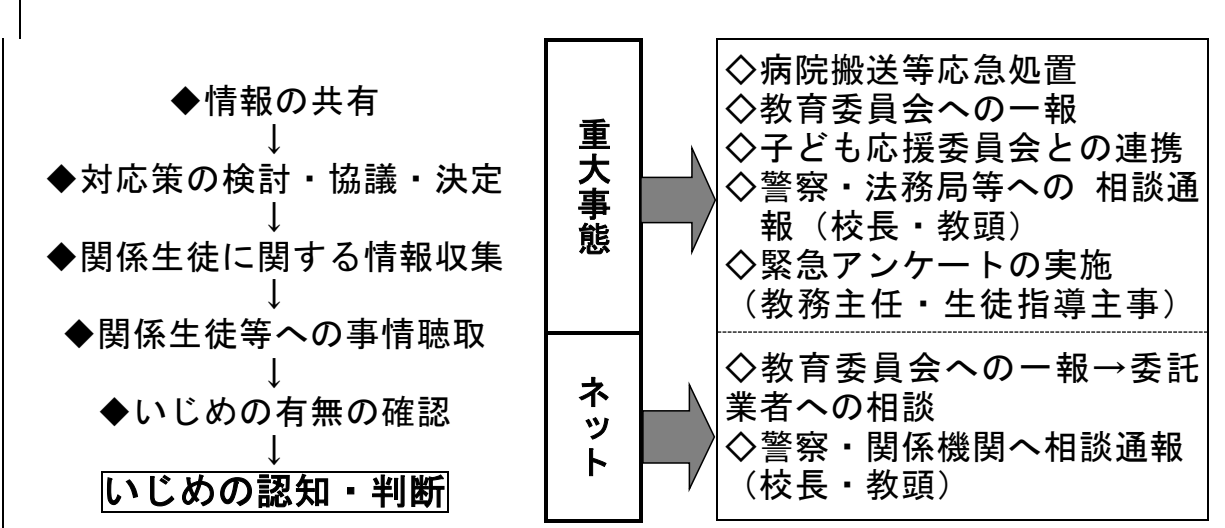 ◆情報の共有
↓
◆対応策の検討・協議・決定
↓
◆関係生徒に関する情報収集
↓
◆関係生徒等への事情聴取
↓
◆いじめの有無の確認
↓
いじめの認知・判断
重大事態
◇病院搬送等応急処置
◇教育委員会への一報
◇子ども応援委員会との連携
◇警察・法務局等への 相談通
報（校長・教頭）
◇緊急アンケートの実施
（教務主任・生徒指導主事）
ネット
◇教育委員会への一報→委託
業者への相談
◇警察・関係機関へ相談通報
（校長・教頭）